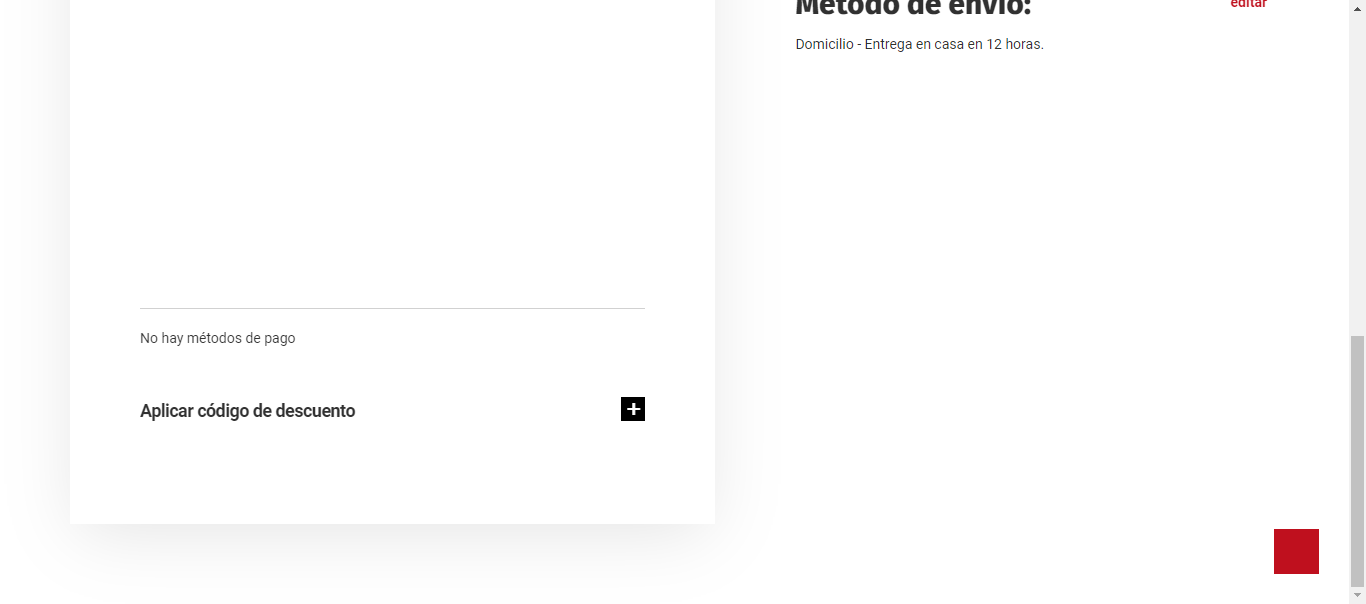 Método de envío:
editar
Domicilio - Entrega en casa en 12 horas.
No hay métodos de pago
Aplicar código de descuento